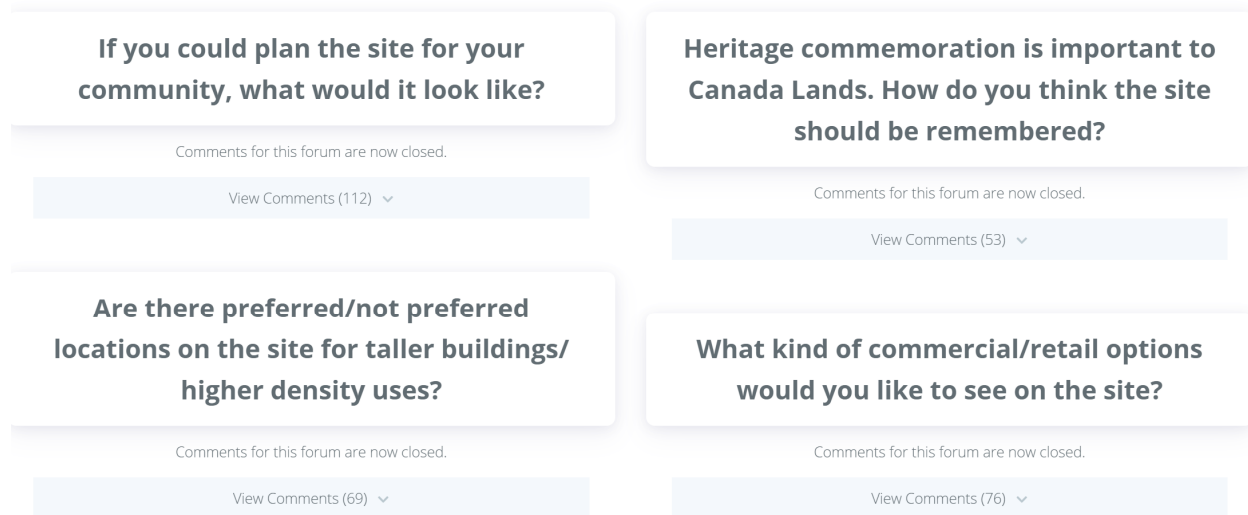 If you could plan the site for your
community, what would it look like?
Comments for this forum are now closed.
View Comments (112)
Heritage commemoration is important to
Canada Lands. How do you think the site
should be remembered?
Comments for this forum are now closed.
View Comments (53)
Are there preferred/not preferred
locations on the site for taller buildings/
higher density uses?
Comments for this forum are now closed.
View Comments (69)
What kind of commercial/retail options
would you like to see on the site?
Comments for this forum are now closed.
View Comments (76)